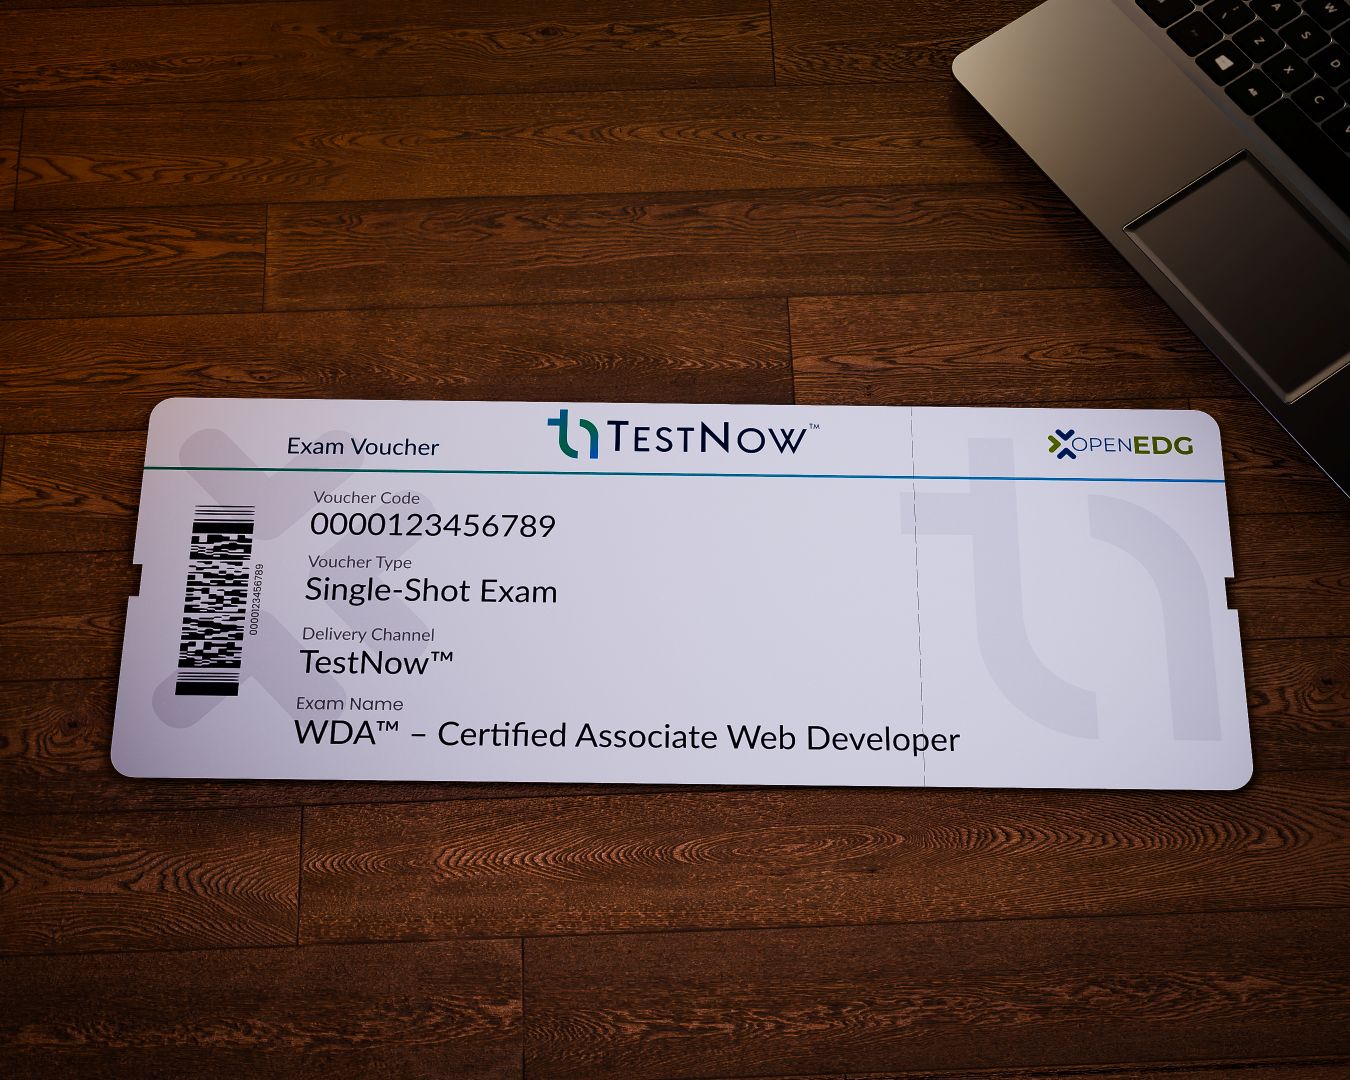 Exam Voucher
TESTNOW™
OPENEDG
Voucher Code
0000123456789
Voucher Type
Single-Shot Exam
Delivery Channel
TestNow™
Exam Name
WDA™ – Certified Associate Web Developer
0000123456789
A
W
S
D
Z
X
C